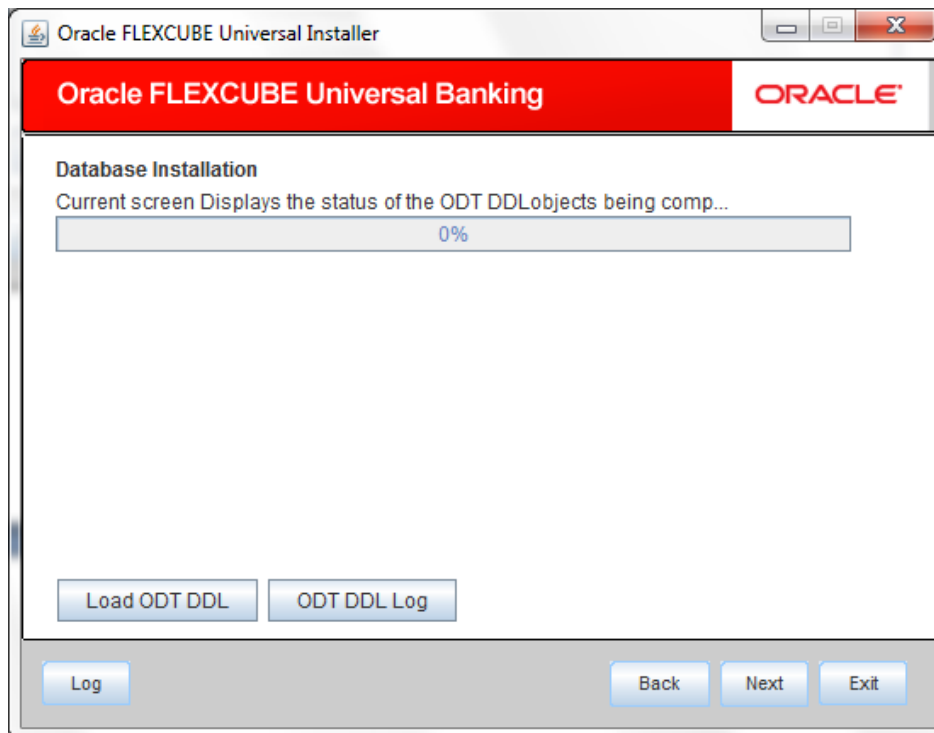 Oracle FLEXCUBE Universal Installer
Oracle FLEXCUBE Universal Banking
ORACLE
Database Installation
Current screen Displays the status of the ODT DDLobjects being comp...
0%
Load ODT DDL
ODT DDL Log
Log
Back
Next
Exit